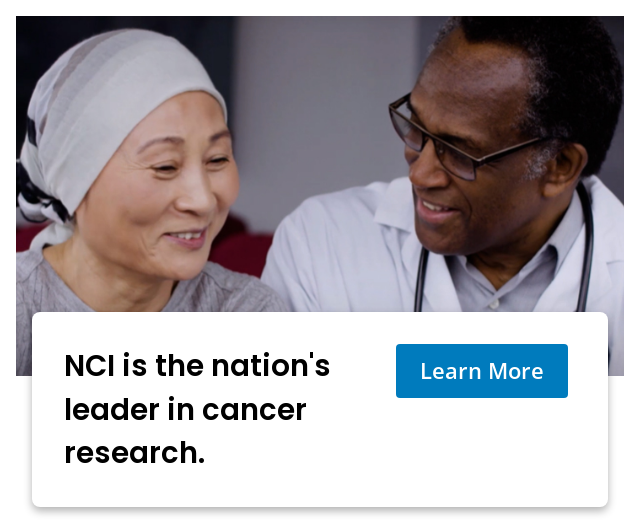 NCI is the nation's
leader in cancer
research.
Learn More